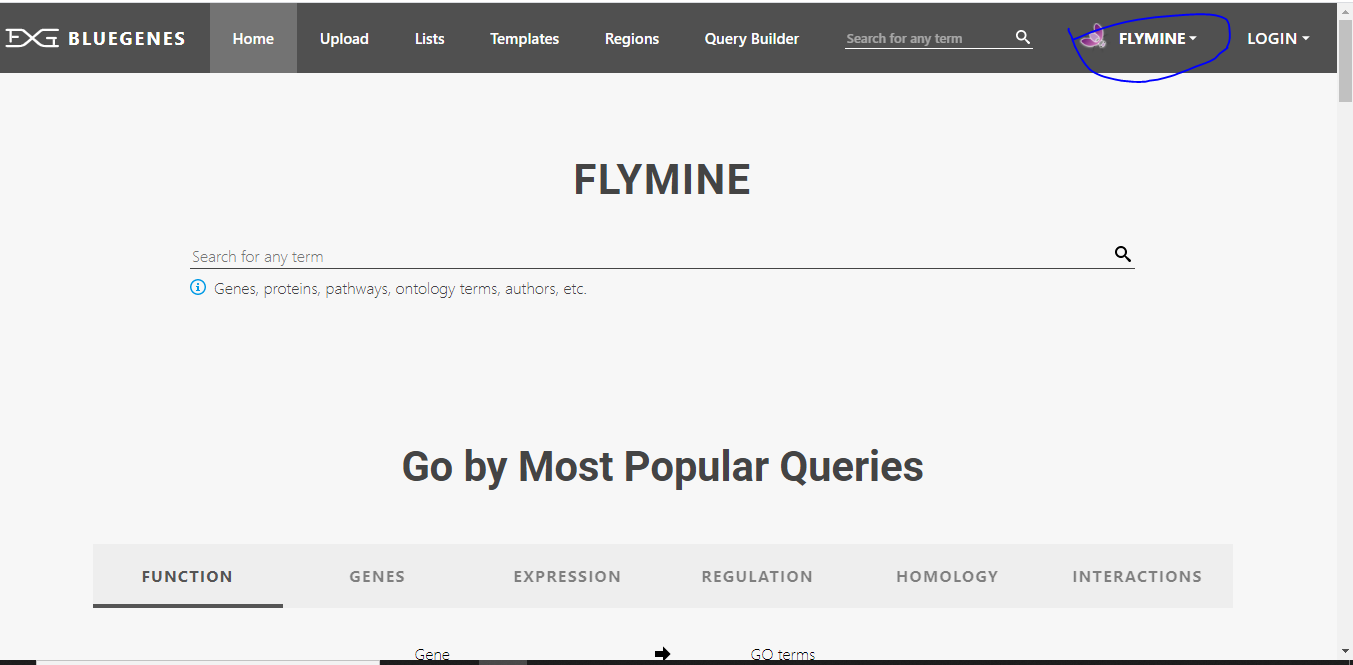 BLUEGENES Home Upload Lists Templates Regions Query Builder Search for any term FLYMINE LOGIN
FLYMINE
Search for any term
Genes, proteins, pathways, ontology terms, authors, etc.
Go by Most Popular Queries
FUNCTION GENES EXPRESSION REGULATION HOMOLOGY INTERACTIONS
Gene GO terms